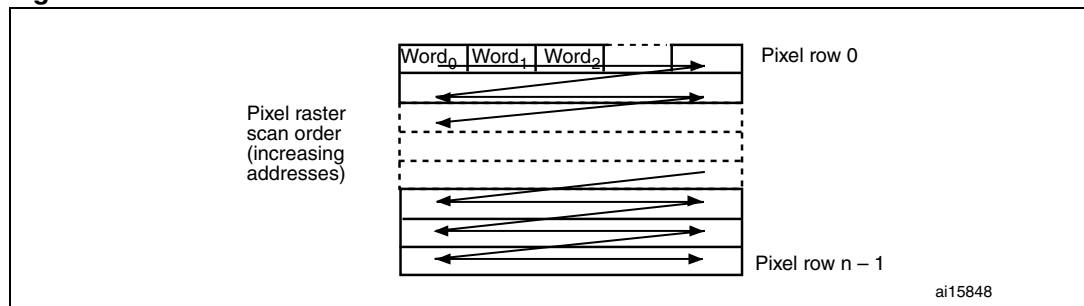 Word0 Word1 Word2
Pixel row 0
Pixel raster
scan order
(increasing
addresses)
Pixel row n – 1
ai15848